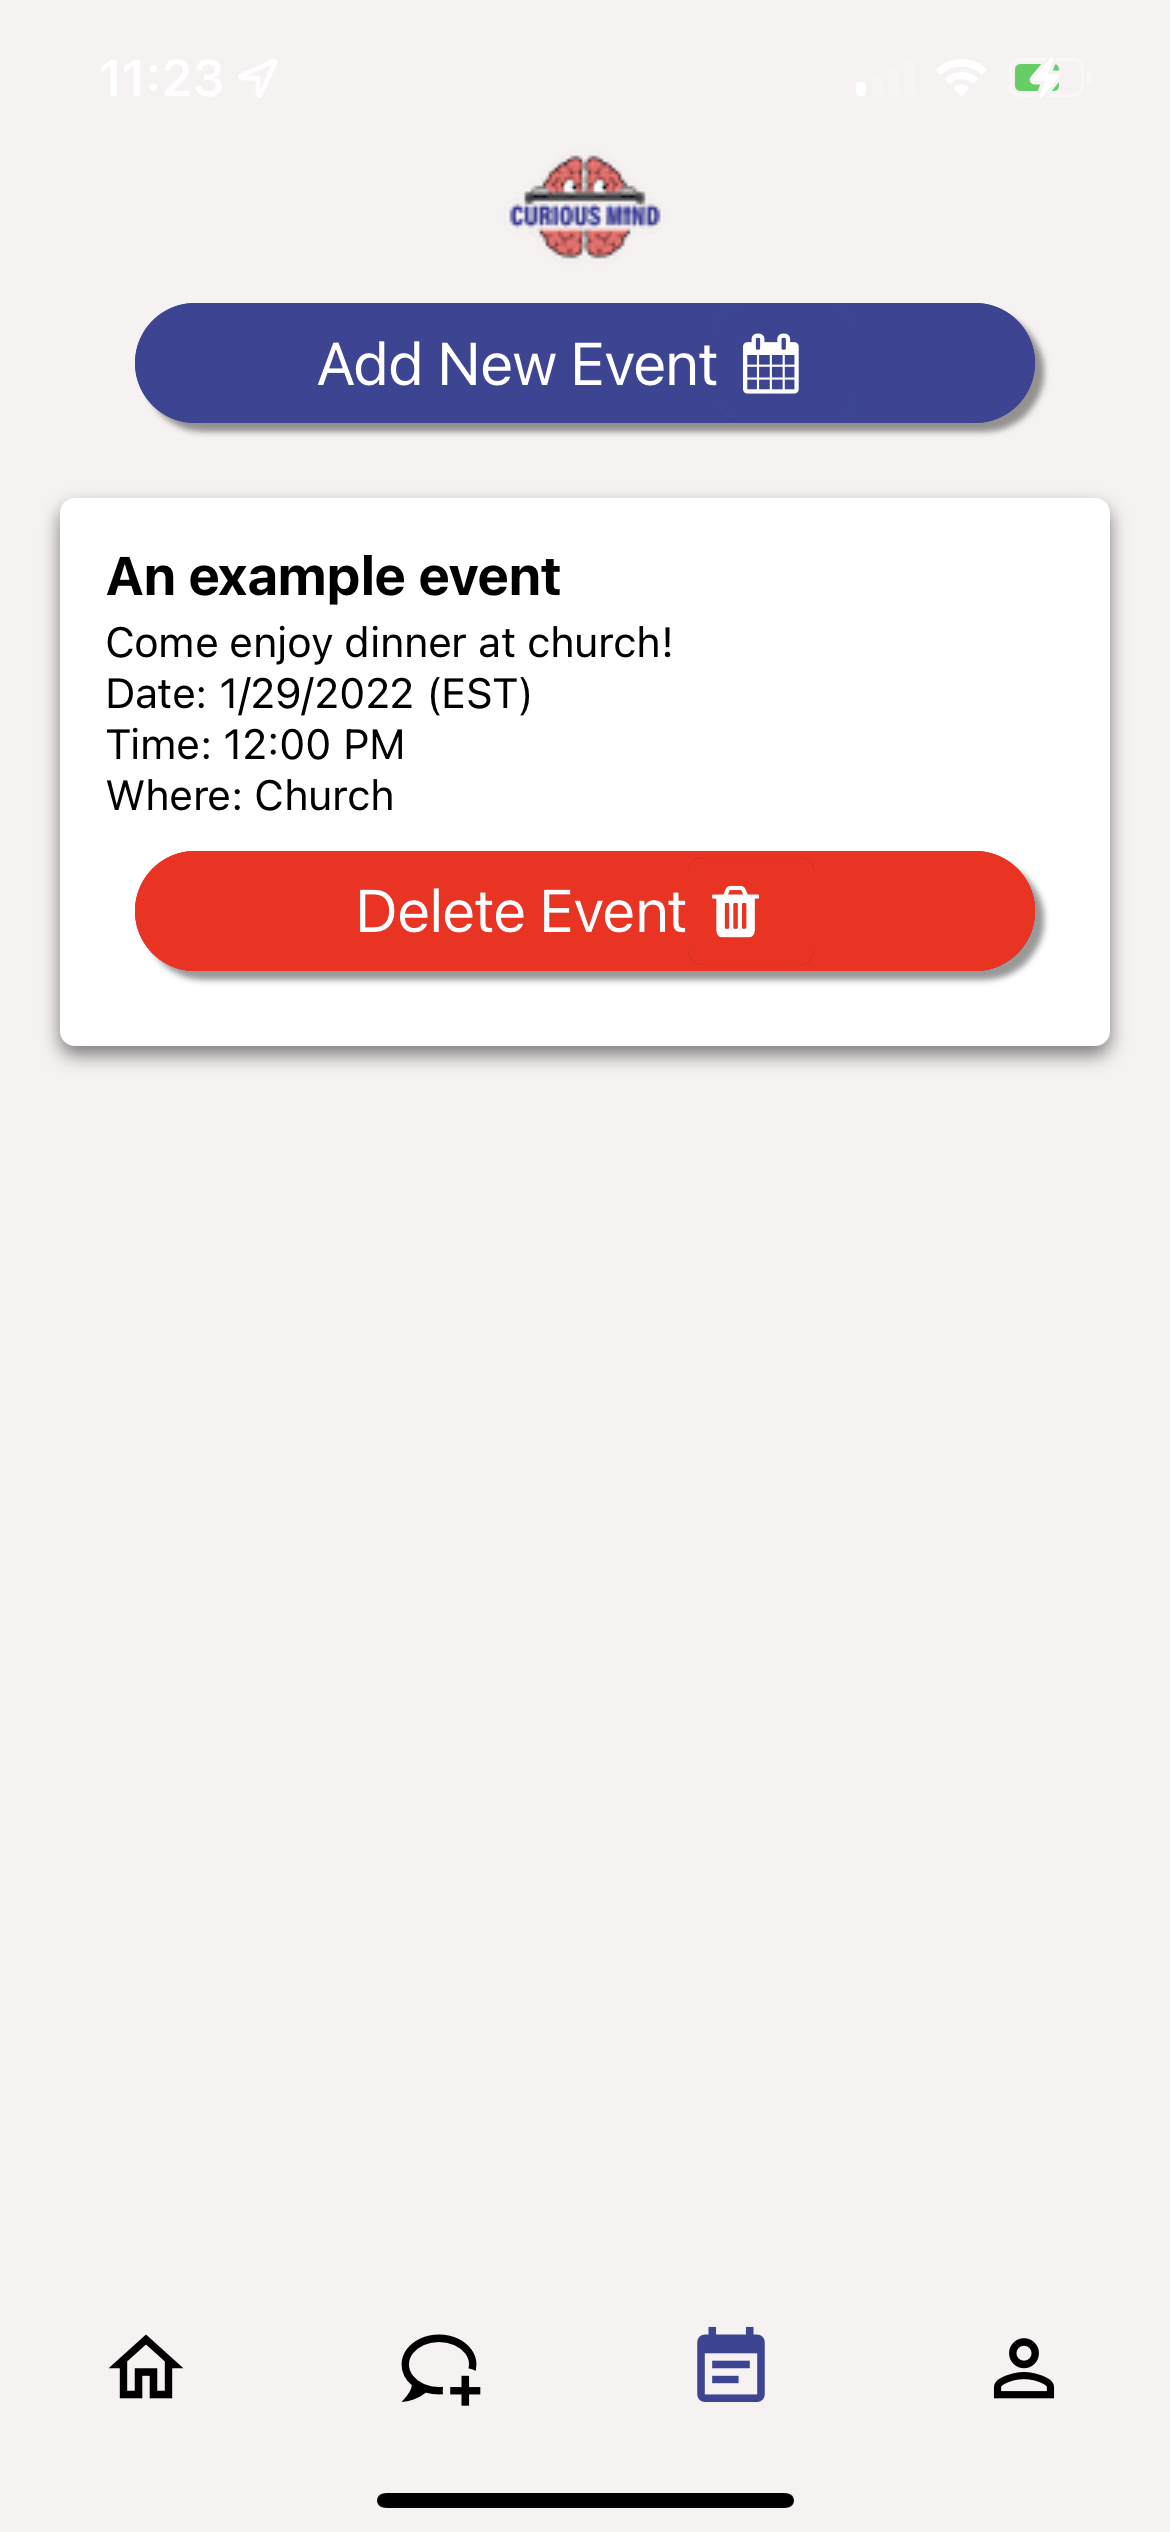 11:23
CURIOUS MIND
Add New Event
An example event
Come enjoy dinner at church!
Date: 1/29/2022 (EST)
Time: 12:00 PM
Where: Church
Delete Event